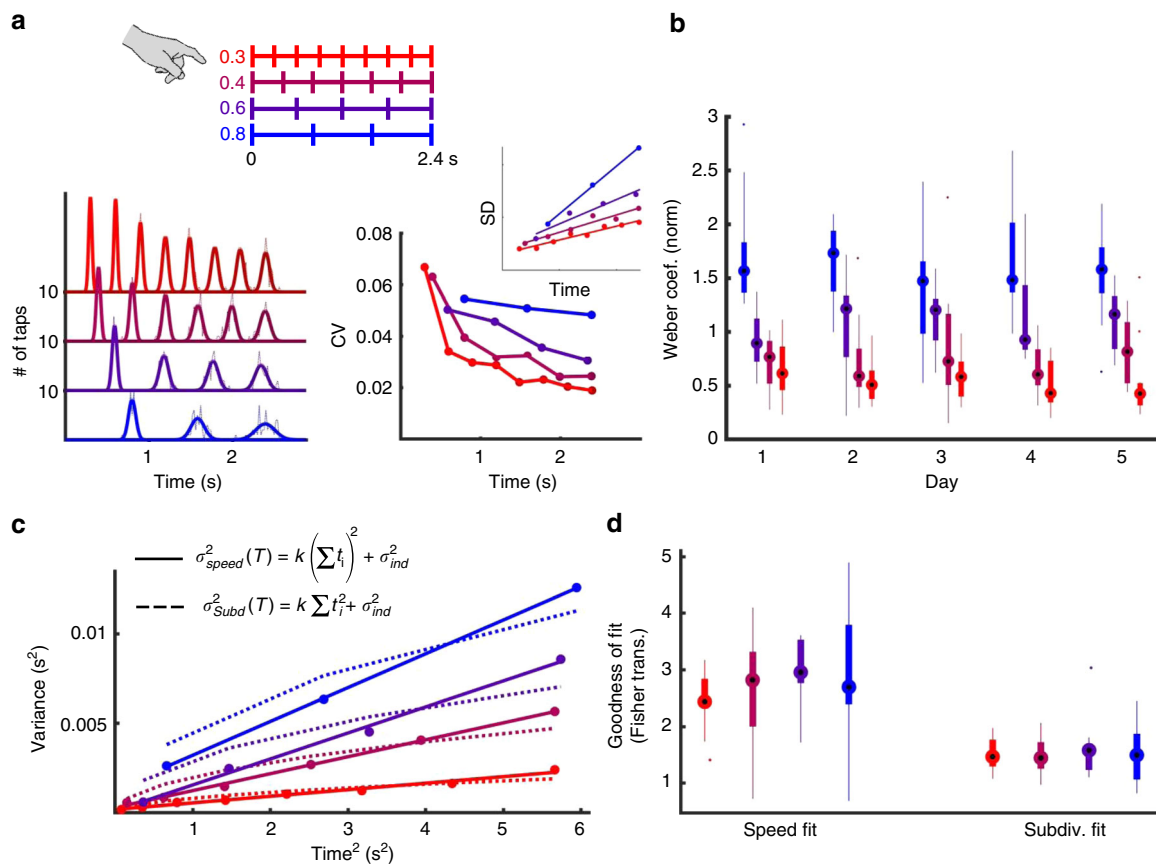 a
0.3
0.4
0.6
0.8
0 2.4 s
# of taps
10
10
10
1 2
Time (s)
CV
0.08
0.06
0.04
0.02
1 2
Time (s)
SD
Time
b
Weber coef. (norm)
3
2.5
2
1.5
1
0.5
0
1 2 3 4 5
Day
c
σ²speed(T) = k(∑ti)² + σ²ind
σ²Subd(T) = k∑ti² + σ²ind
Variance (s²)
0.01
0.005
1 2 3 4 5 6
Time² (s²)
d
Goodness of fit
(Fisher trans.)
5
4
3
2
1
Speed fit Subdiv. fit